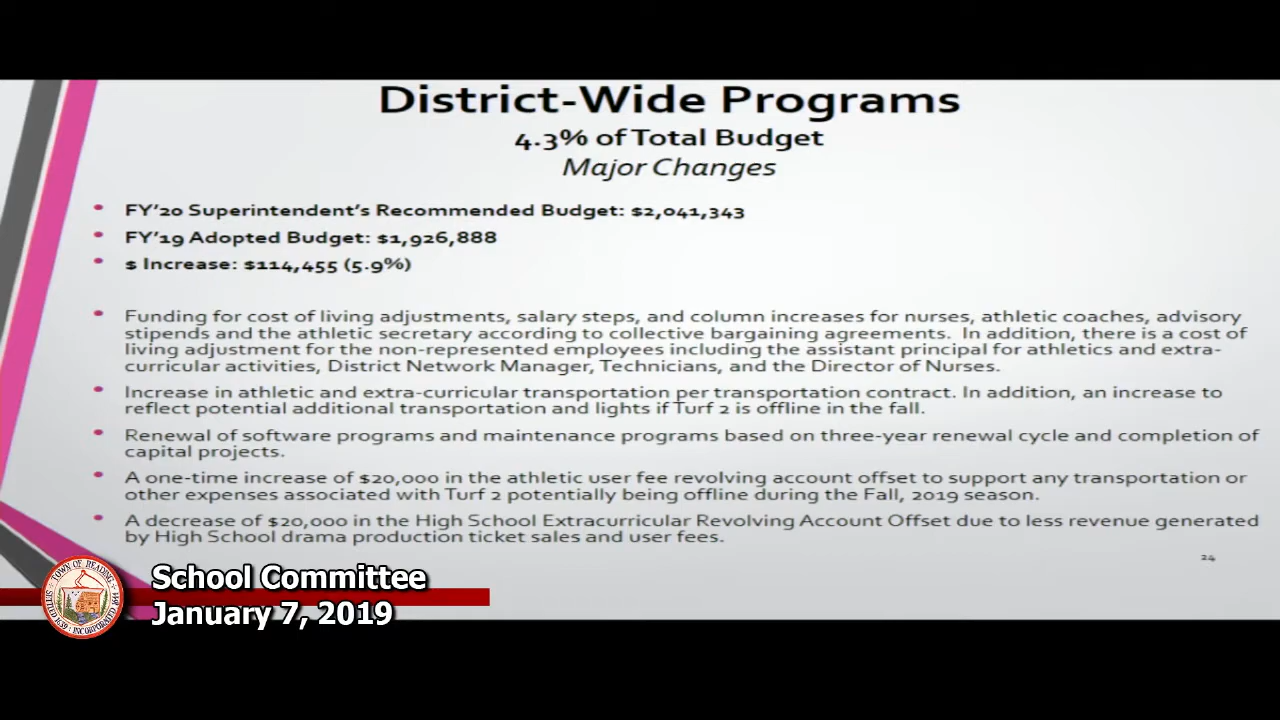 District-Wide Programs
4.3% of Total Budget
Major Changes
• FY'20 Superintendent's Recommended Budget: $2,041,343
• FY'19 Adopted Budget: $1,926,888
• $ Increase: $114,455 (5.9%)
• Funding for cost of living adjustments, salary steps, and column increases for nurses, athletic coaches, advisory
stipends and the athletic secretary according to collective bargaining agreements. In addition, there is a cost of
living adjustment for the non-represented employees including the assistant principal for athletics and extra-
curricular activities, District Network Manager, Technicians, and the Director of Nurses.
• Increase in athletic and extra-curricular transportation per transportation contract. In addition, an increase to
reflect potential additional transportation and lights if Turf 2 is offline in the fall.
• Renewal of software programs and maintenance programs based on three-year renewal cycle and completion of
capital projects.
• A one-time increase of $20,000 in the athletic user fee revolving account offset to support any transportation or
other expenses associated with Turf 2 potentially being offline during the Fall, 2019 season.
• A decrease of $20,000 in the High School Extracurricular Revolving Account Offset due to less revenue generated
by High School drama production ticket sales and user fees.
24
TOWN OF READING
School Committee
January 7, 2019